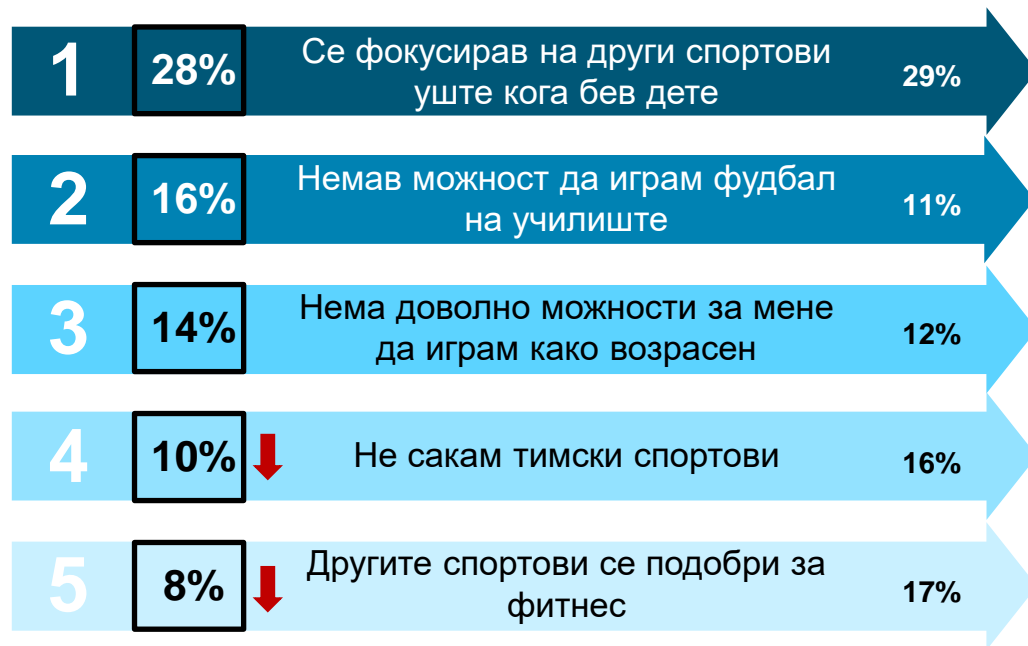 1 28% Се фокусирав на други спортови
уште кога бев дете 29%
2 16% Немав можност да играм фудбал
на училиште 11%
3 14% Нема доволно можности за мене
да играм како возрасен 12%
4 10% Не сакам тимски спортови 16%
5 8% Другите спортови се подобри за
фитнес 17%